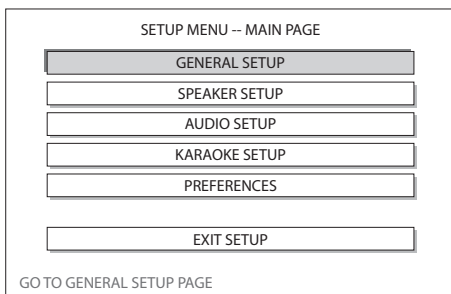 SETUP MENU -- MAIN PAGE
GENERAL SETUP
SPEAKER SETUP
AUDIO SETUP
KARAOKE SETUP
PREFERENCES
EXIT SETUP
GO TO GENERAL SETUP PAGE